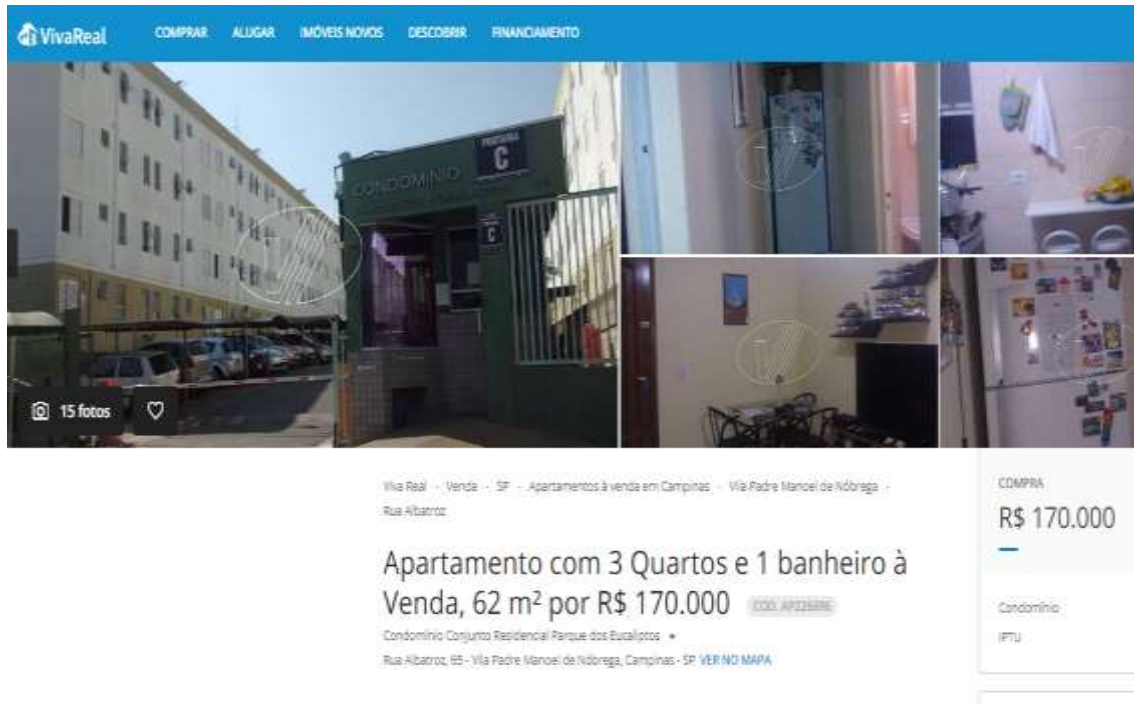 VivaReal
COMPRAR ALUGAR IMÓVEIS NOVOS DESCOBRIR FINANCIAMENTO
CONDOMINIO
PORTARIA
C
C
15 fotos
Viva Real - Venda - SP - Apartamentos à venda em Campinas - Vila Padre Manoel de Nóbrega -
Rua Albatroz
Apartamento com 3 Quartos e 1 banheiro à
Venda, 62 m² por R$ 170.000
Condomínio Conjunto Residencial Parque dos Eucaliptos
Rua Albatroz, 65 - Vila Padre Manoel de Nóbrega, Campinas - SP VER NO MAPA
COMPRA
R$ 170.000
Condomínio
IPTU